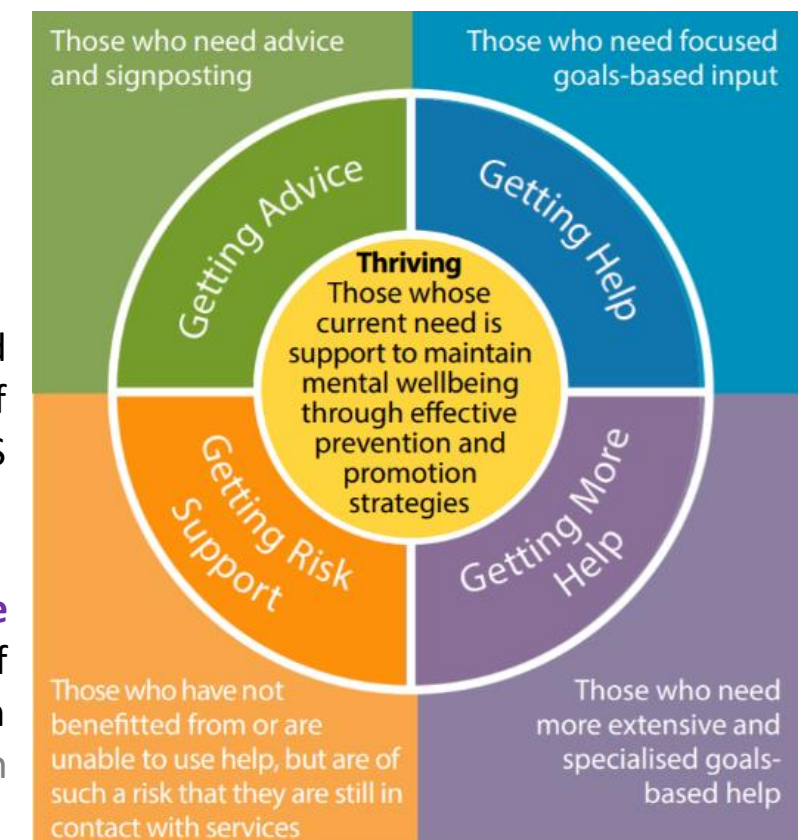 Those who need advice
and signposting
Those who need focused
goals-based input
Getting Advice
Getting Help
Thriving
Those whose
current need is
support to maintain
mental wellbeing
through effective
prevention and
promotion
strategies
Getting Risk
Support
Getting More
Help
Those who have not
benefitted from or are
unable to use help, but are of
such a risk that they are still in
contact with services
Those who need
more extensive and
specialised goals-
based help